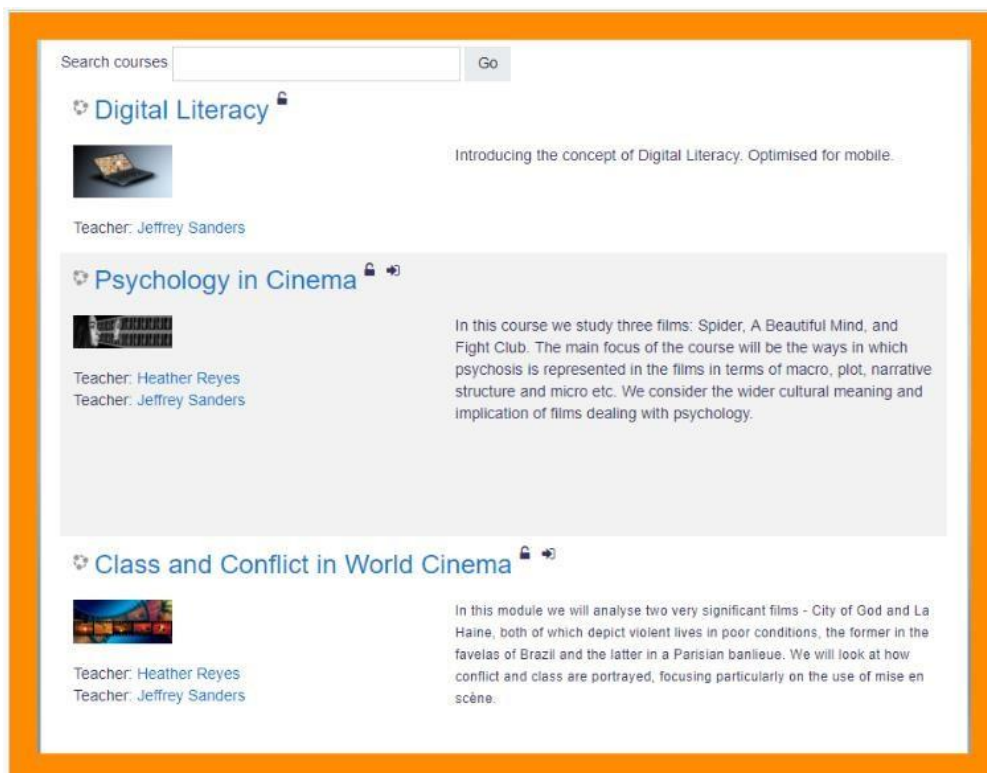 Search courses Go
Digital Literacy
Introducing the concept of Digital Literacy. Optimised for mobile.
Teacher: Jeffrey Sanders
Psychology in Cinema
In this course we study three films: Spider, A Beautiful Mind, and
Fight Club. The main focus of the course will be the ways in which
psychosis is represented in the films in terms of macro, plot, narrative
structure and micro etc. We consider the wider cultural meaning and
implication of films dealing with psychology.
Teacher: Heather Reyes
Teacher: Jeffrey Sanders
Class and Conflict in World Cinema
In this module we will analyse two very significant films - City of God and La
Haine, both of which depict violent lives in poor conditions, the former in the
favelas of Brazil and the latter in a Parisian banlieue. We will look at how
conflict and class are portrayed, focusing particularly on the use of mise en
scène.
Teacher: Heather Reyes
Teacher: Jeffrey Sanders